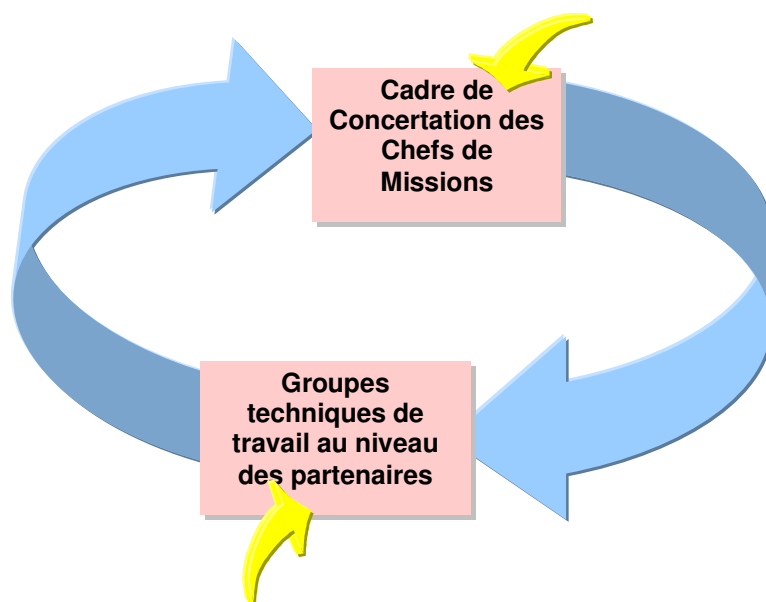 Cadre de
Concertation des
Chefs de
Missions
Groupes
techniques de
travail au niveau
des partenaires